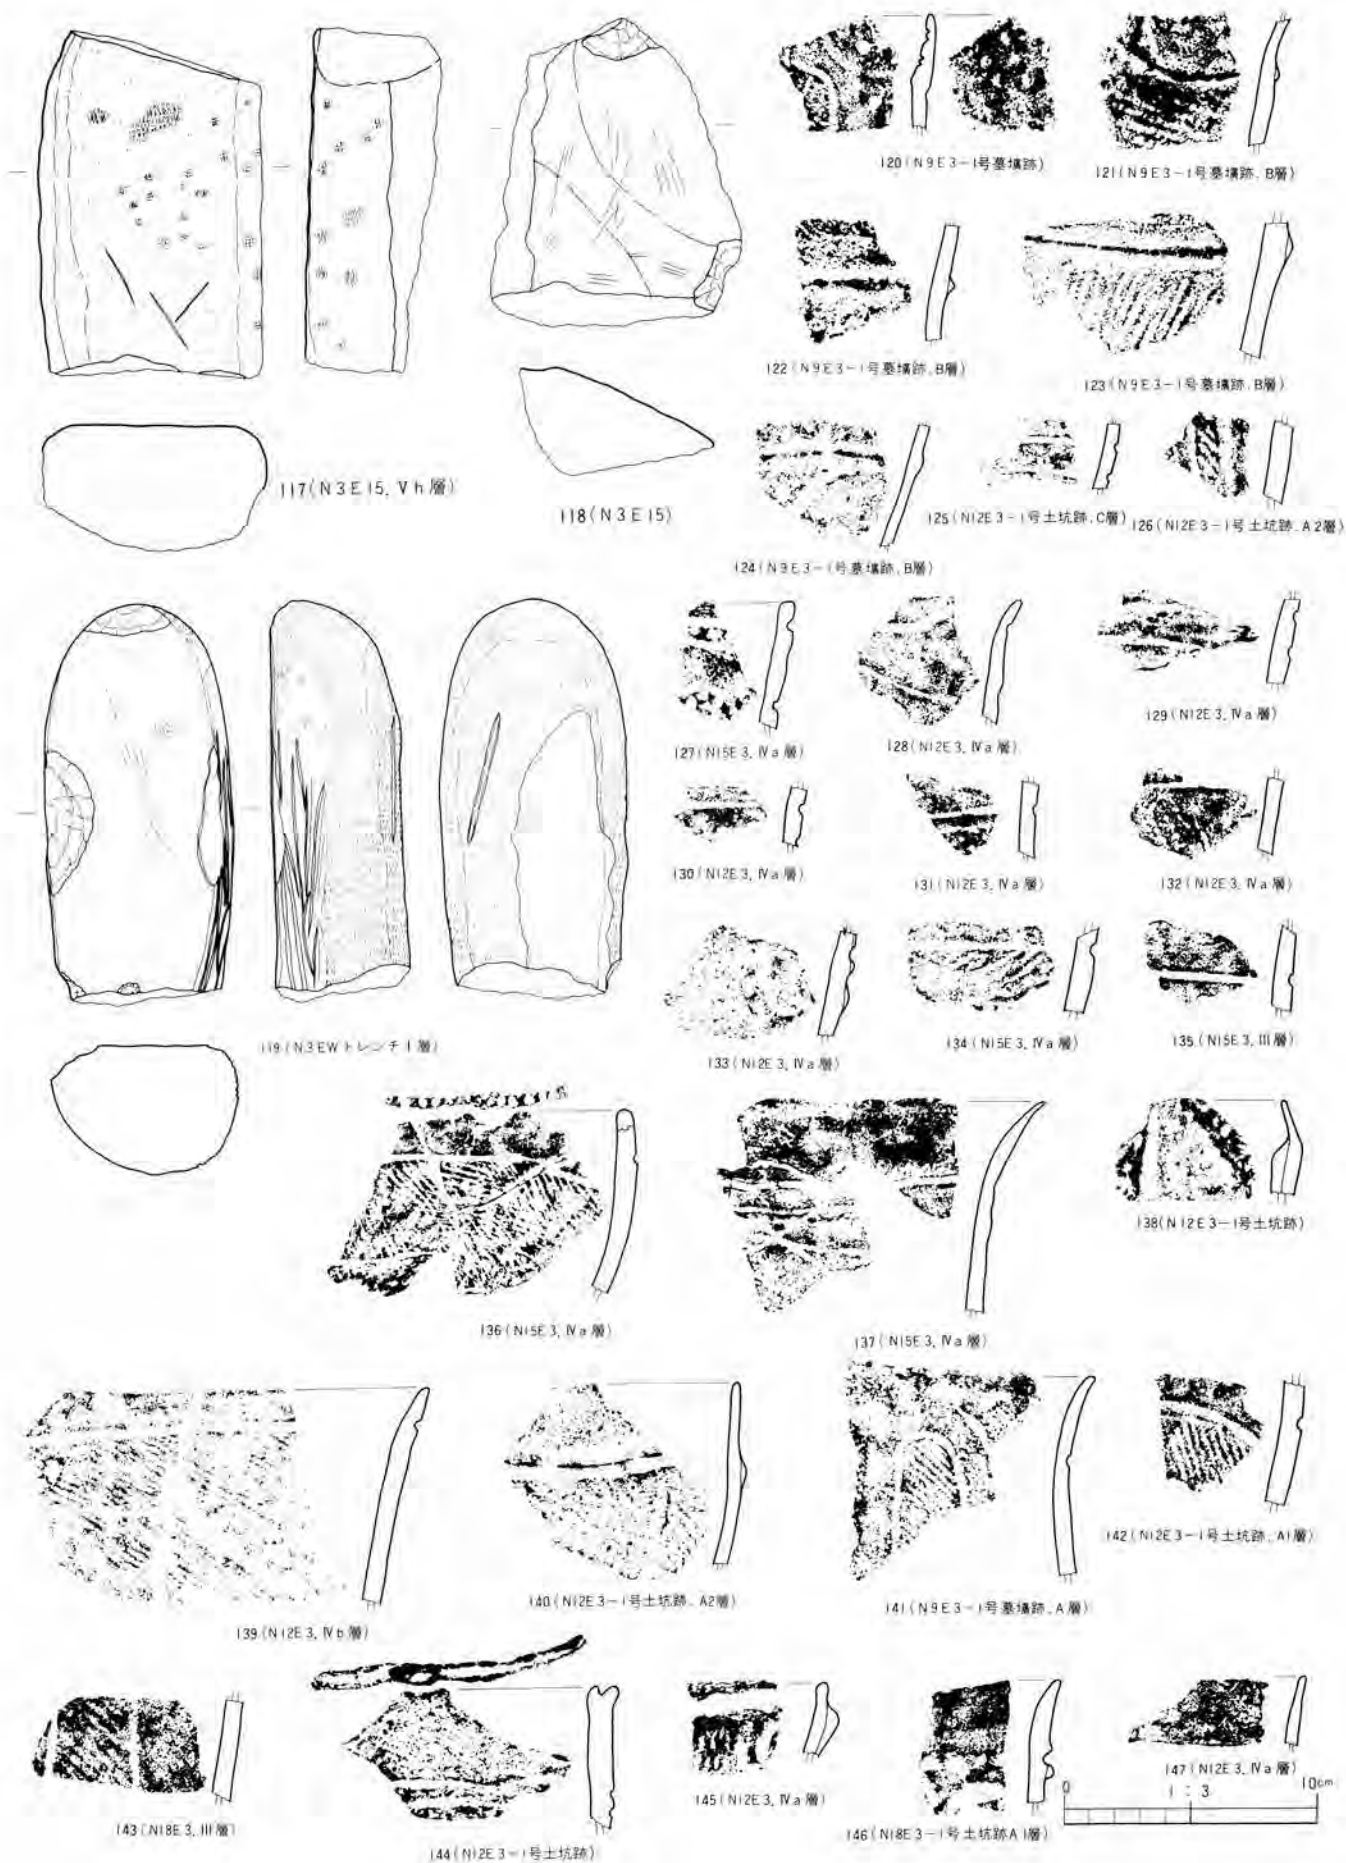 117(N3E15, Vh層)
118(N3E15)
120(N9E3-1号墓壙跡)
121(N9E3-1号墓壙跡, B層)
122(N9E3-1号墓壙跡, B層)
123(N9E3-1号墓壙跡, B層)
124(N9E3-1号墓壙跡, B層)
125(N12E3-1号土坑跡, C層)
126(N12E3-1号土坑跡, A2層)
119(N3EWトレンチI層)
127(N15E3, IVa層)
128(N12E3, IVa層)
129(N12E3, IVa層)
130(N12E3, IVa層)
131(N12E3, IVa層)
132(N12E3, IVa層)
133(N12E3, IVa層)
134(N15E3, IVa層)
135(N15E3, III層)
136(N15E3, IVa層)
137(N15E3, IVa層)
138(N12E3-1号土坑跡)
139(N12E3, IVb層)
140(N12E3-1号土坑跡, A2層)
141(N9E3-1号墓壙跡, A層)
142(N12E3-1号土坑跡, A1層)
143(N18E3, III層)
144(N12E3-1号土坑跡)
145(N12E3, IVa層)
146(N18E3-1号土坑跡A1層)
147(N12E3, IVa層)
0 1:3 10cm